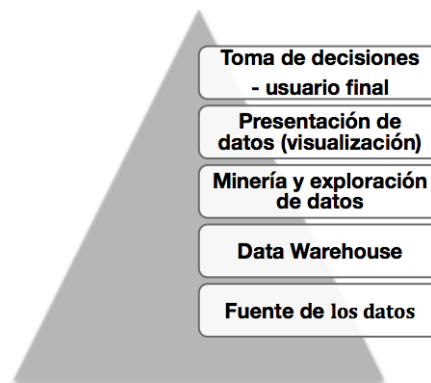 Toma de decisiones
- usuario final
Presentación de
datos (visualización)
Minería y exploración
de datos
Data Warehouse
Fuente de los datos